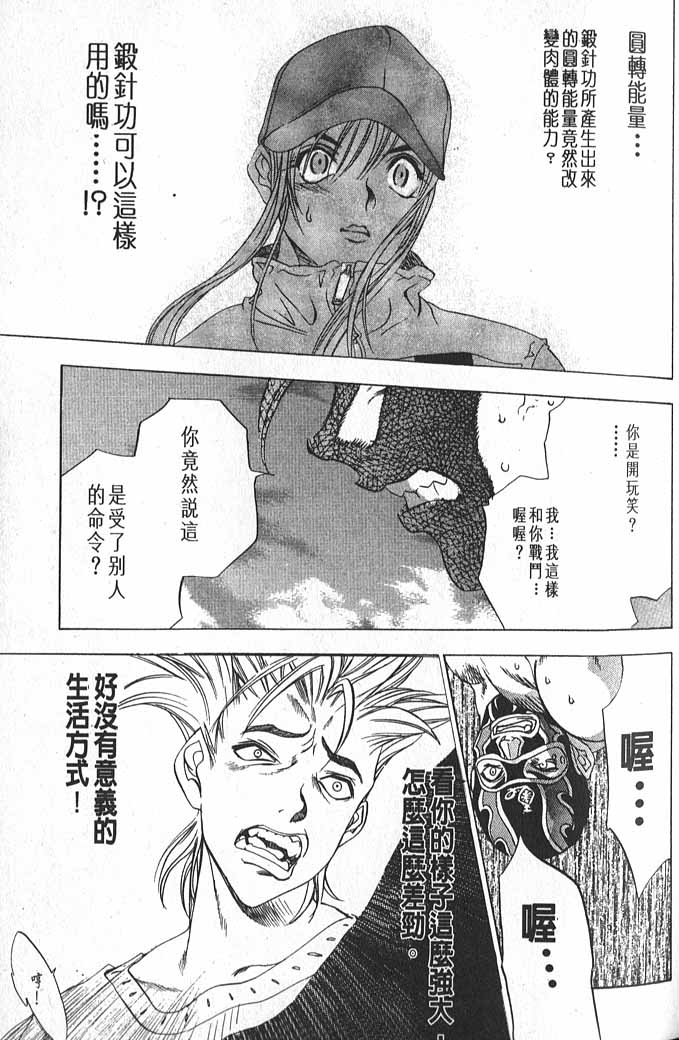 圓轉能量…
鍛針功所產生出來
的圓轉能量竟然改
變肉體的能力？
鍛針功可以這樣
用的嗎……!?
你是開玩笑？
……
我…我這樣
和你戰鬥…
喔喔？
你竟然説這
是受了別人
的命令？
喔…
喔…
看你的樣子這麼強大，
怎麼這麼差勁。
好沒有意義的
生活方式！
哼！